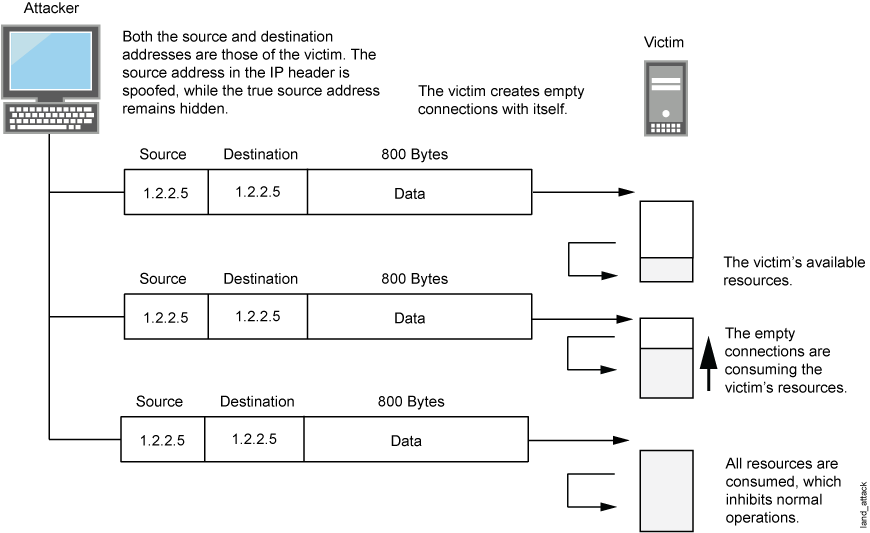 Attacker
Both the source and destination
addresses are those of the victim. The
source address in the IP header is
spoofed, while the true source address
remains hidden.
The victim creates empty
connections with itself.
Victim
Source
Destination
800 Bytes
1.2.2.5
1.2.2.5
Data
The victim's available
resources.
Source
Destination
800 Bytes
1.2.2.5
1.2.2.5
Data
The empty
connections are
consuming the
victim's resources.
Source
Destination
800 Bytes
1.2.2.5
1.2.2.5
Data
All resources are
consumed, which
inhibits normal
operations.
land_attack